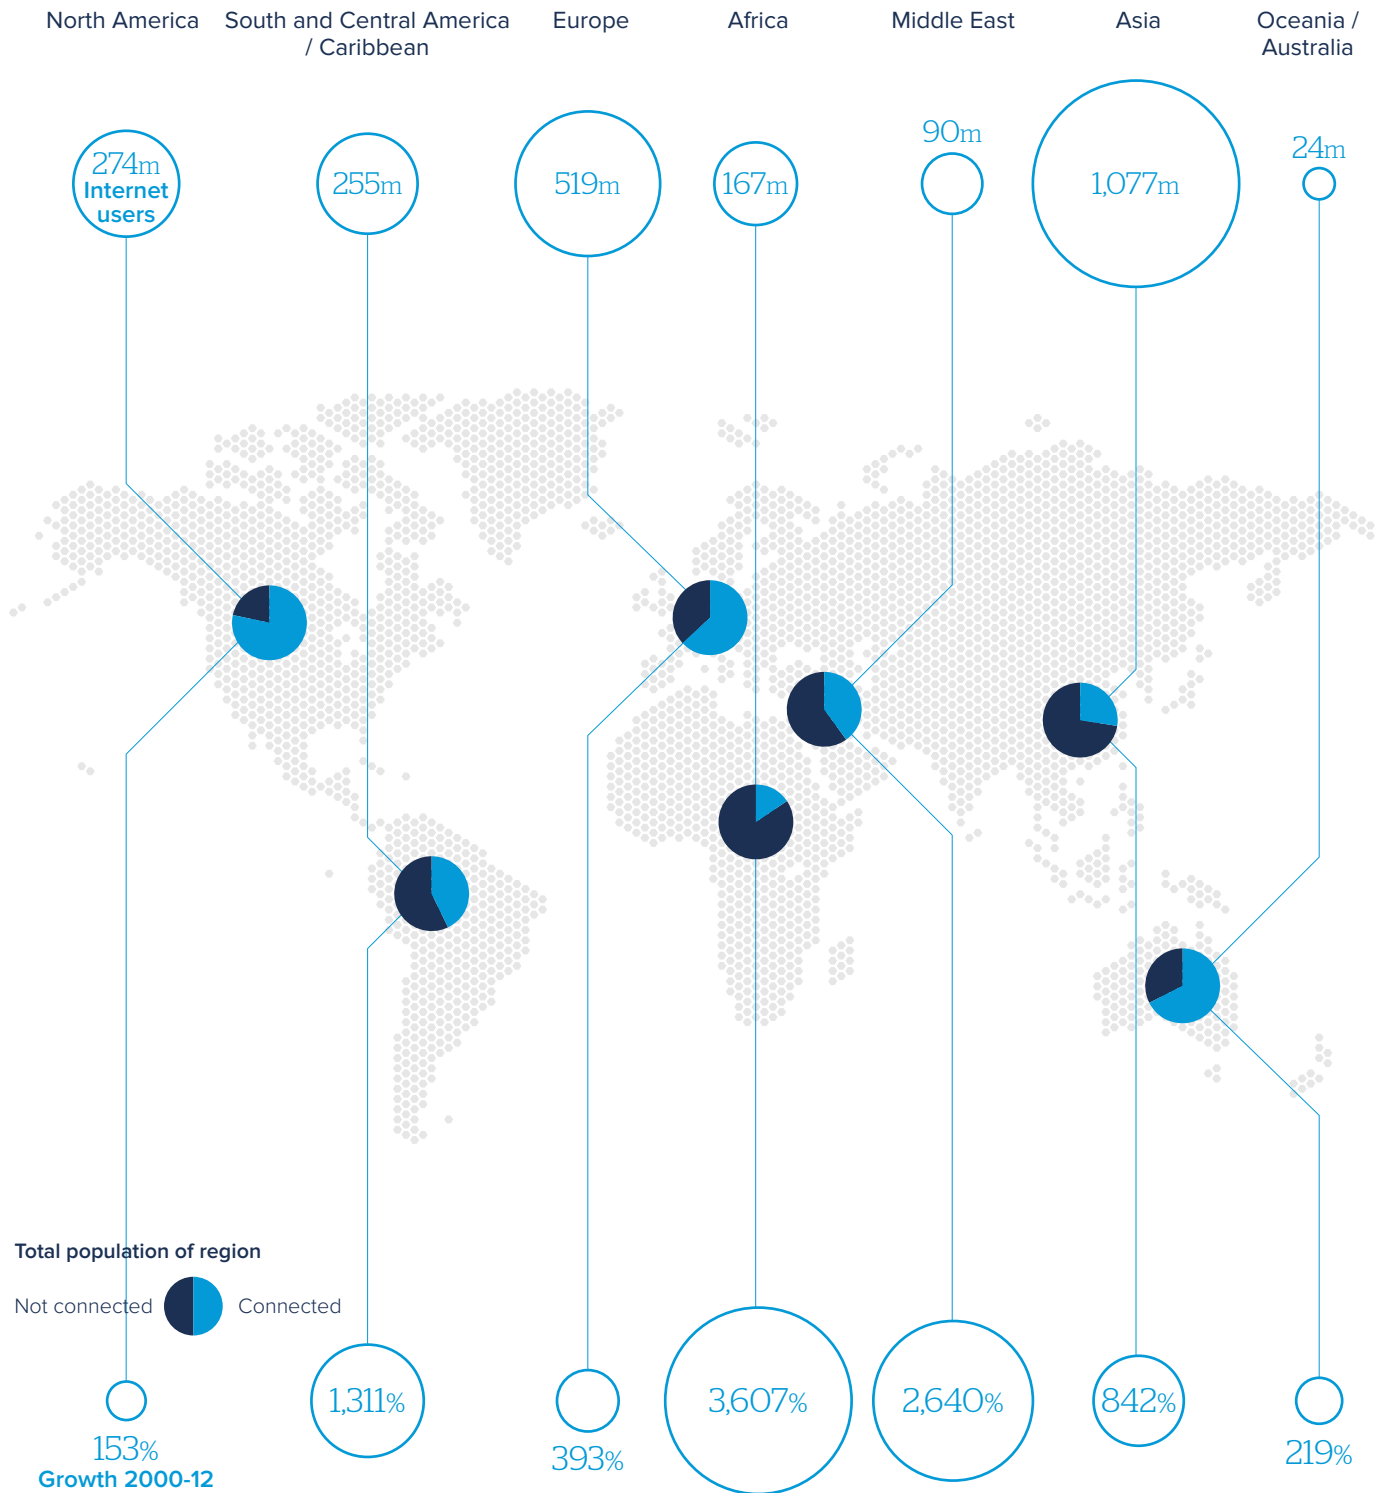 North America
South and Central America
/ Caribbean
Europe
Africa
Middle East
Asia
Oceania /
Australia
274m
Internet
users
255m
519m
167m
90m
1,077m
24m
Total population of region
Not connected
Connected
153%
Growth 2000-12
1,311%
393%
3,607%
2,640%
842%
219%